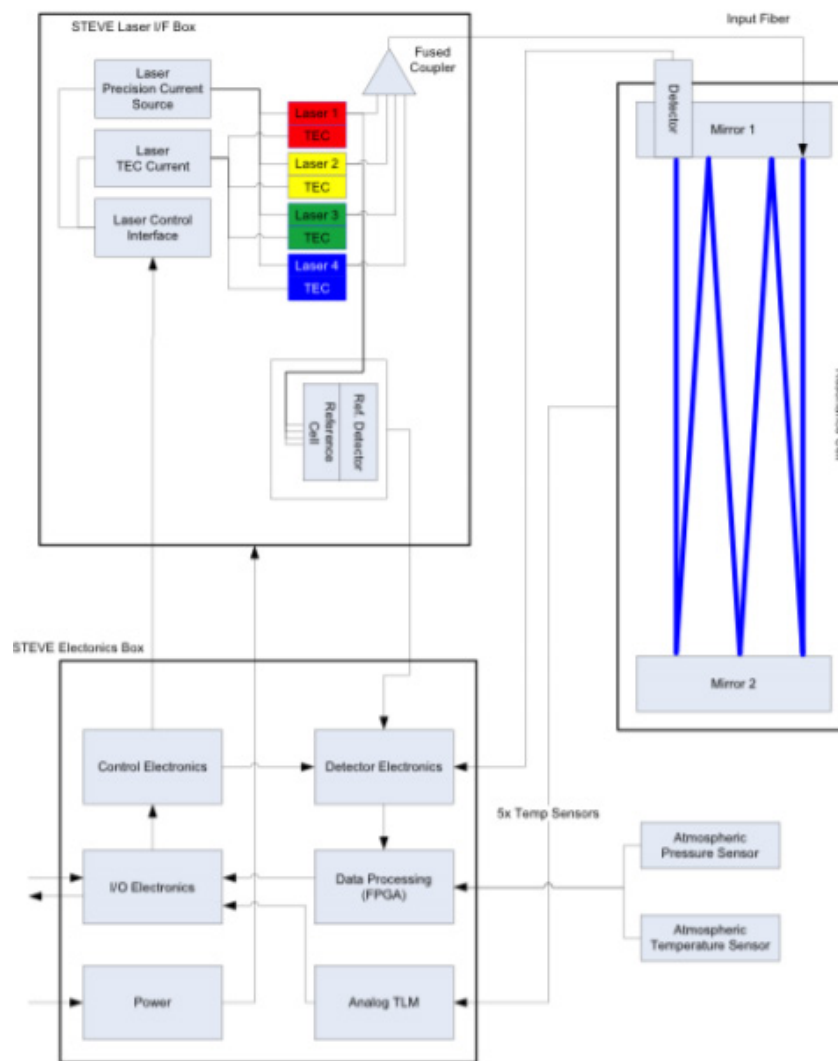 STEVE Laser I/F Box
Input Fiber
Fused
Coupler
Laser
Precision Current
Source
Laser
TEC Current
Laser Control
Interface
Laser 1
TEC
Laser 2
TEC
Laser 3
TEC
Laser 4
TEC
Reference
Cell
Ref. Detector
Detector
Mirror 1
Mirror 2
STEVE Electonics Box
Control Electronics
Detector Electronics
I/O Electronics
Data Processing
(FPGA)
Power
Analog TLM
5x Temp Sensors
Atmospheric
Pressure Sensor
Atmospheric
Temperature Sensor